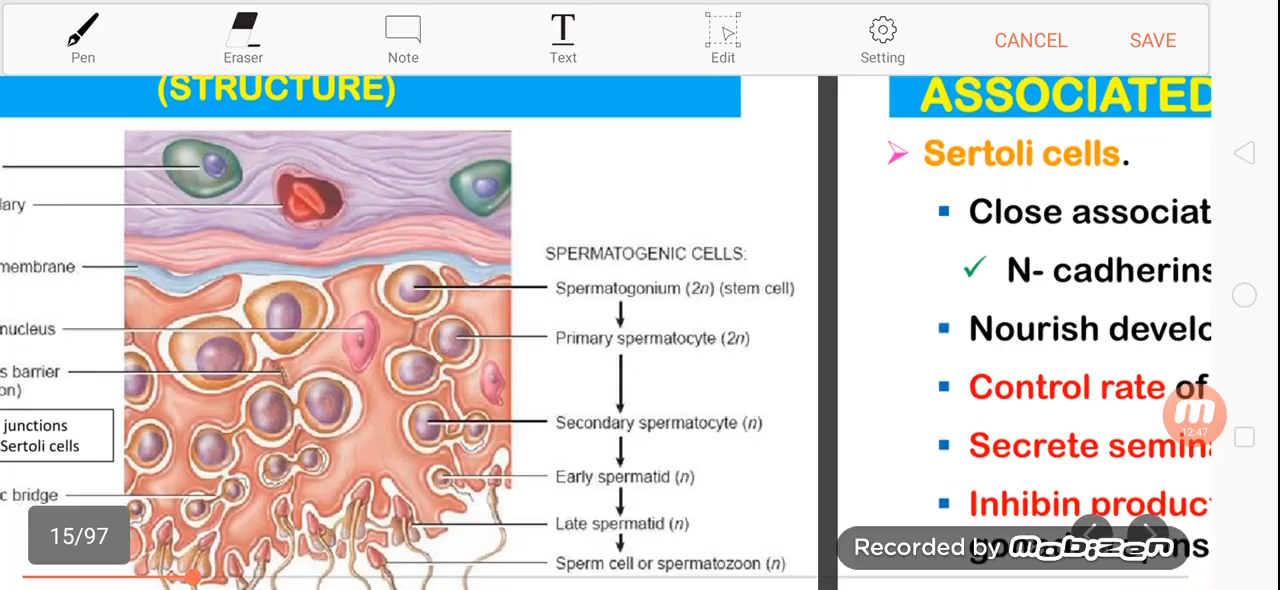 Pen
Eraser
Note
Text
Edit
Setting
CANCEL
SAVE
(STRUCTURE)
lary
membrane
nucleus
s barrier
on)
junctions
Sertoli cells
c bridge
SPERMATOGENIC CELLS:
Spermatogonium (2n) (stem cell)
Primary spermatocyte (2n)
Secondary spermatocyte (n)
Early spermatid (n)
Late spermatid (n)
Sperm cell or spermatozoon (n)
15/97
ASSOCIATED
Sertoli cells.
Close associat
N- cadherins
Nourish develo
Control rate of
Secrete semin
Inhibin produc
12:47
Recorded by mobizen